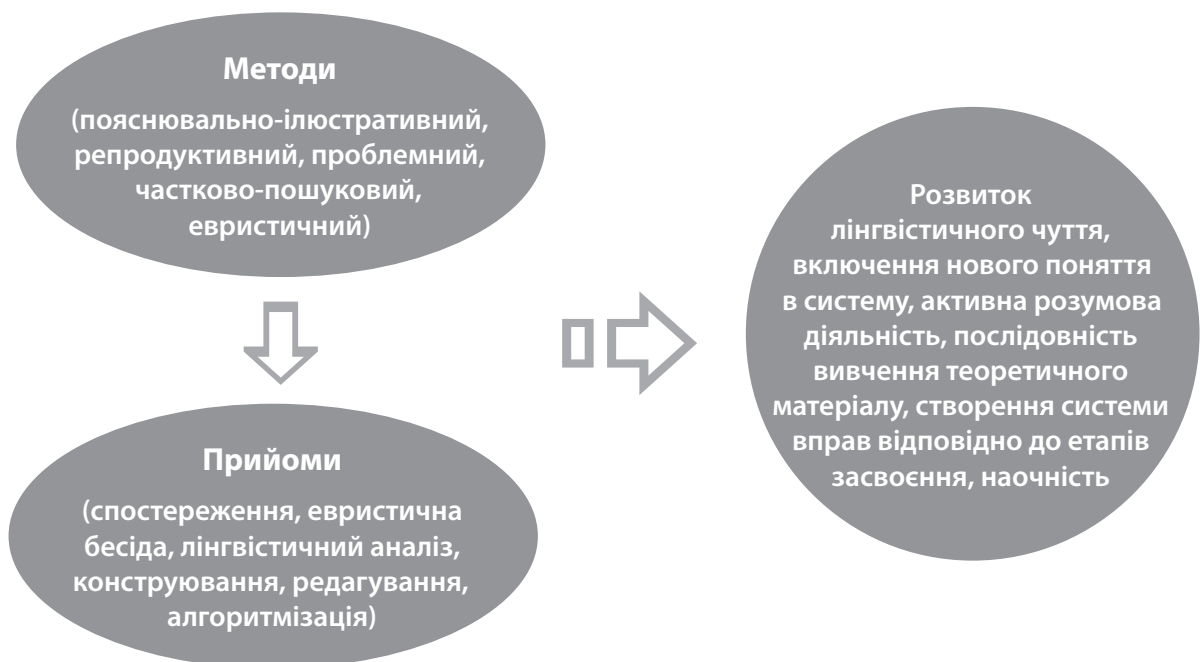 Методи
(пояснювально-ілюстративний,
репродуктивний, проблемний,
частково-пошуковий,
евристичний)
Прийоми
(спостереження, евристична
бесіда, лінгвістичний аналіз,
конструювання, редагування,
алгоритмізація)
Розвиток
лінгвістичного чуття,
включення нового поняття
в систему, активна розумова
діяльність, послідовність
вивчення теоретичного
матеріалу, створення системи
вправ відповідно до етапів
засвоєння, наочність